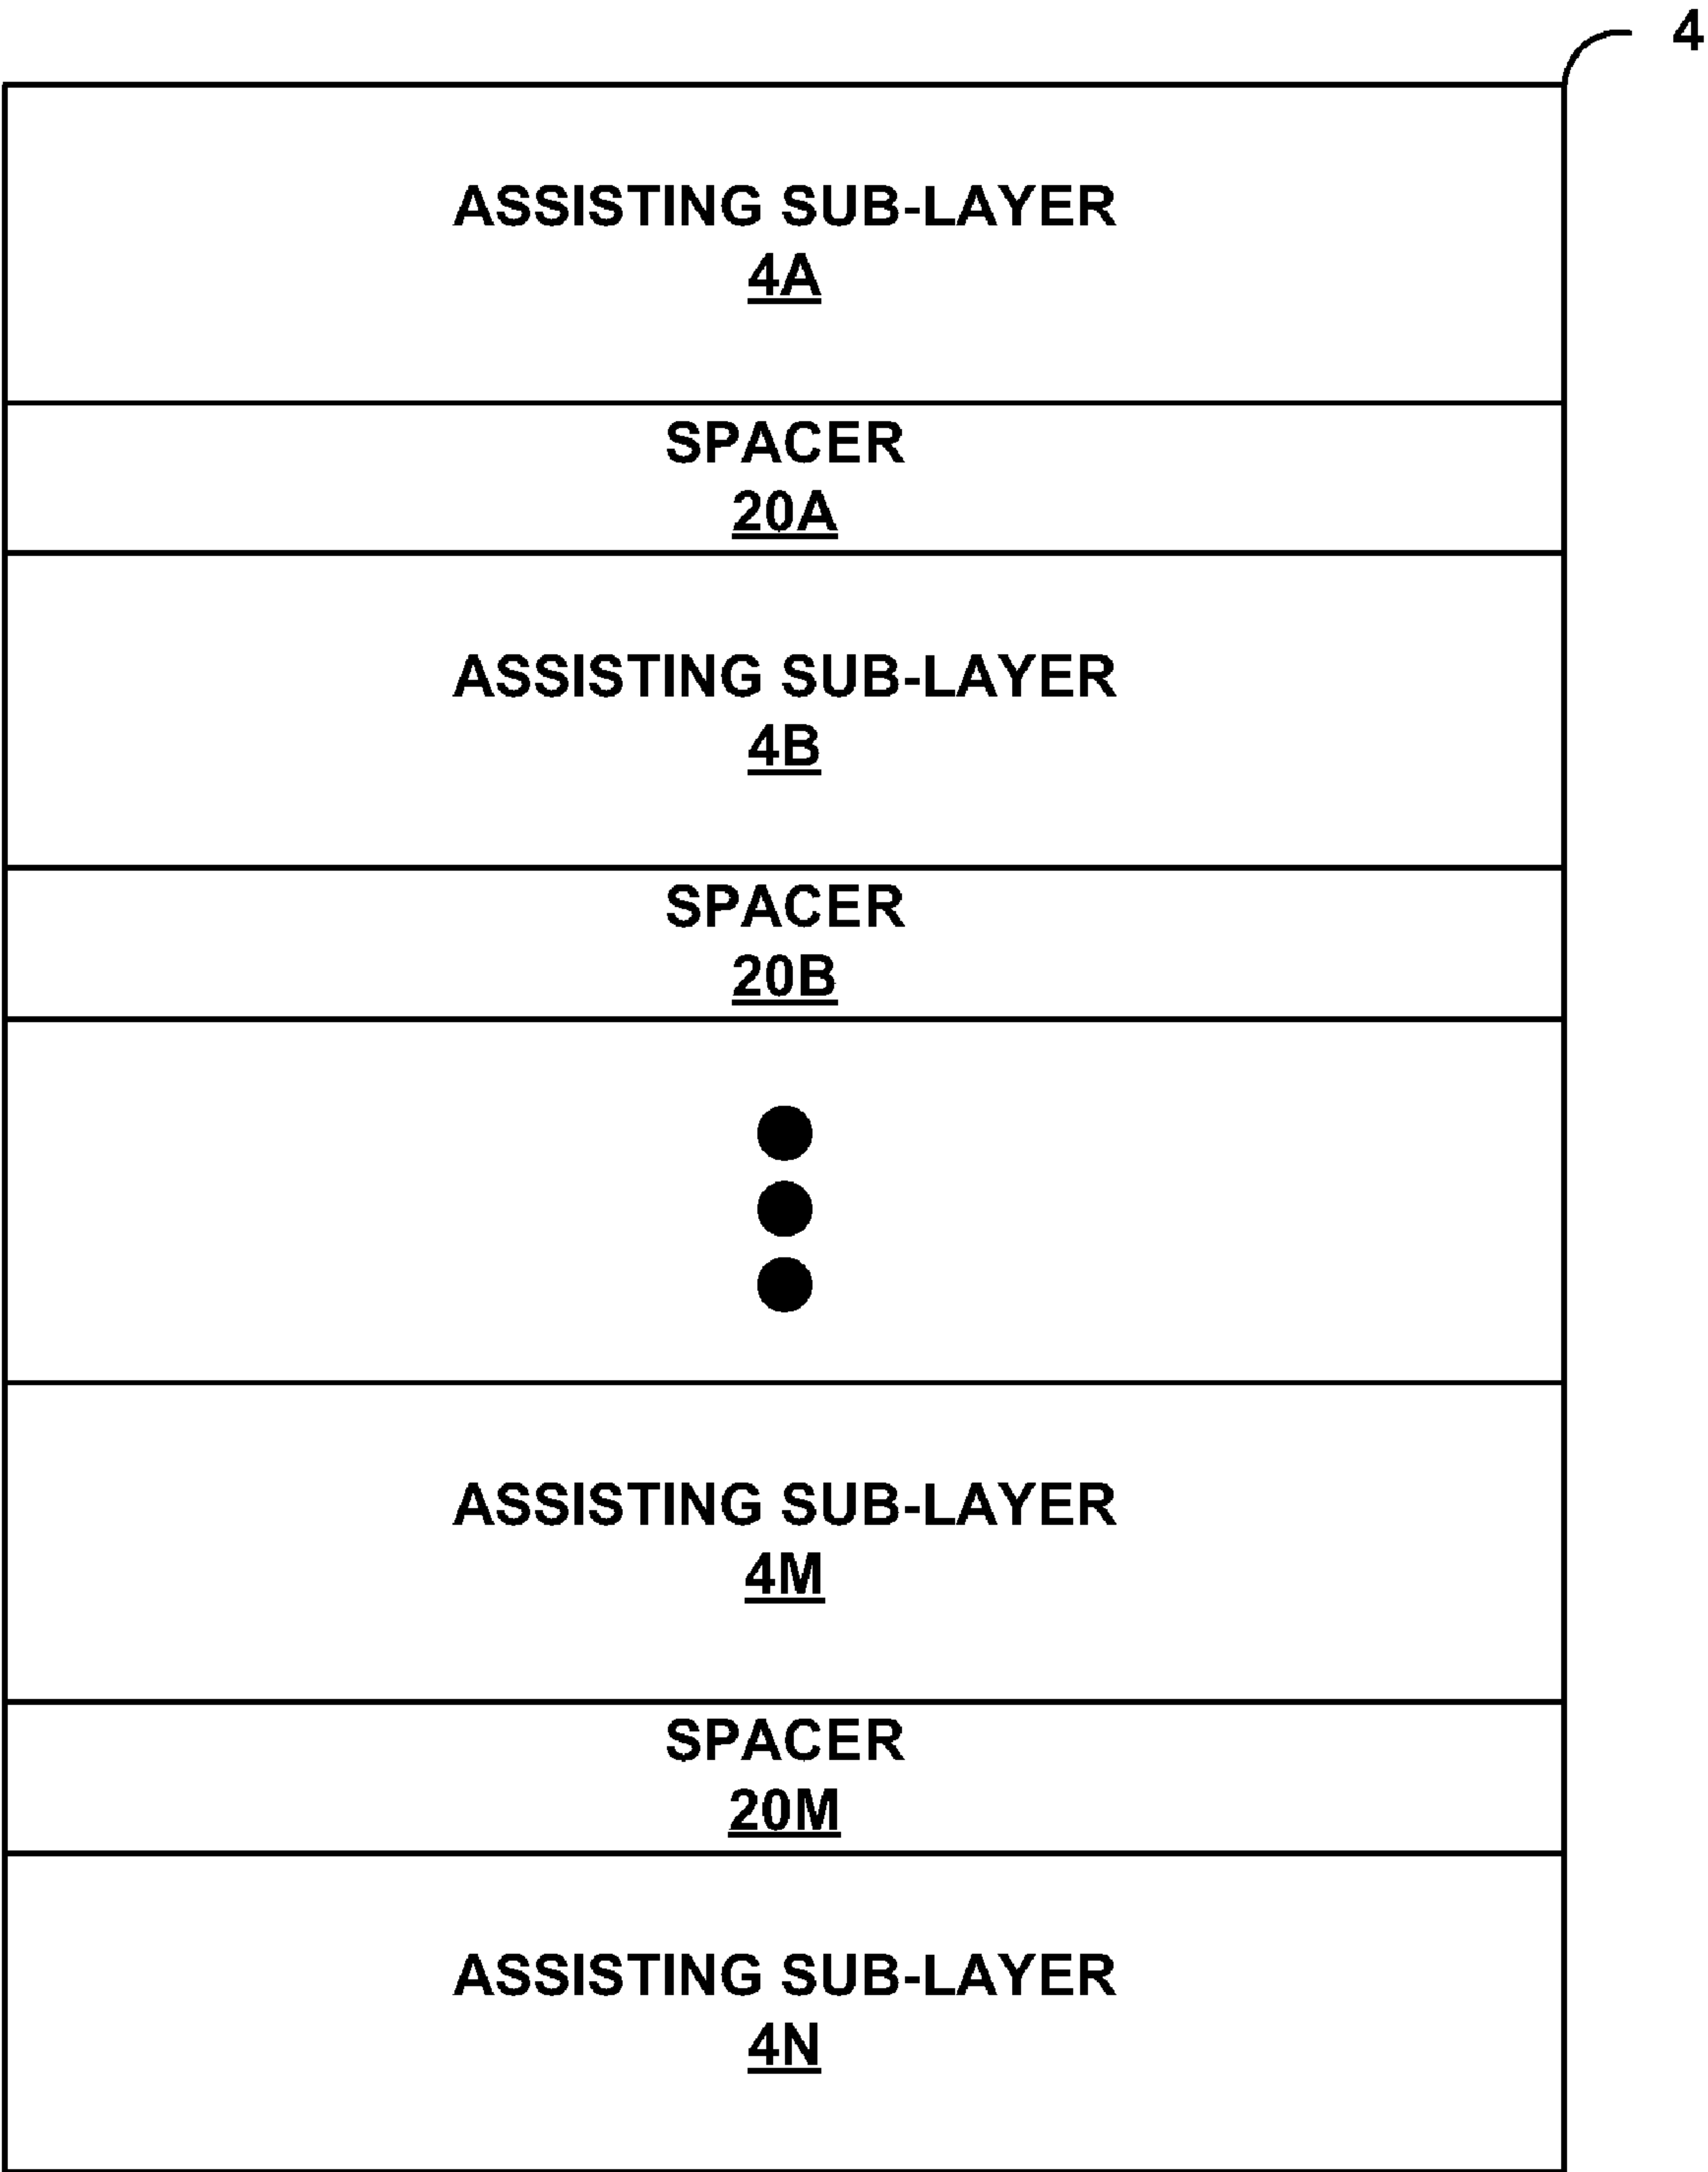 4
ASSISTING SUB-LAYER
4A
SPACER
20A
ASSISTING SUB-LAYER
4B
SPACER
20B
ASSISTING SUB-LAYER
4M
SPACER
20M
ASSISTING SUB-LAYER
4N